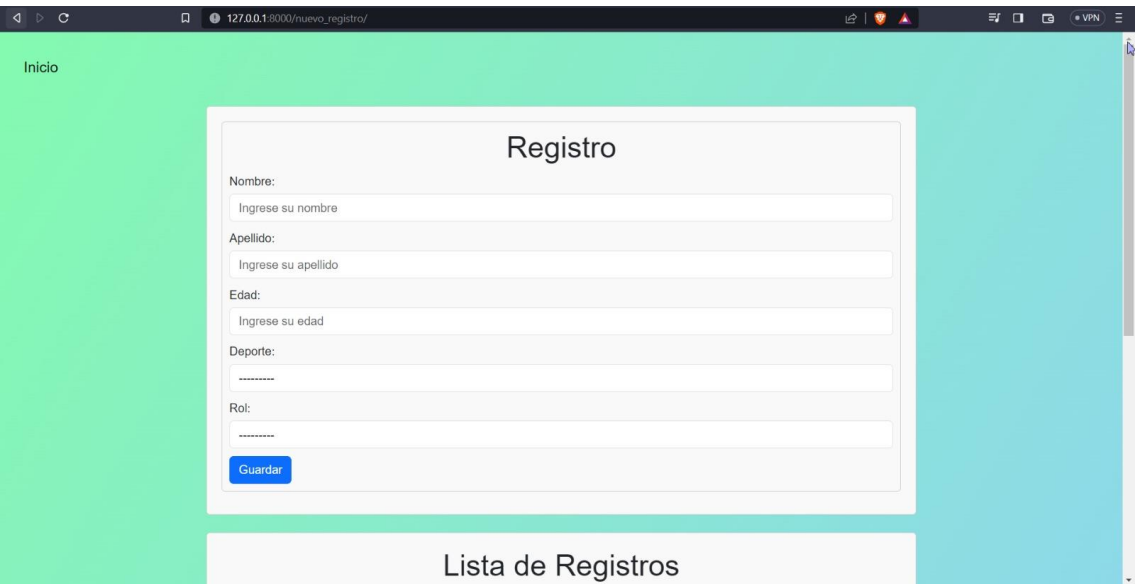 127.0.0.1:8000/nuevo_registro/
VPN
Inicio
Registro
Nombre:
Ingrese su nombre
Apellido:
Ingrese su apellido
Edad:
Ingrese su edad
Deporte:
---------
Rol:
---------
Guardar
Lista de Registros